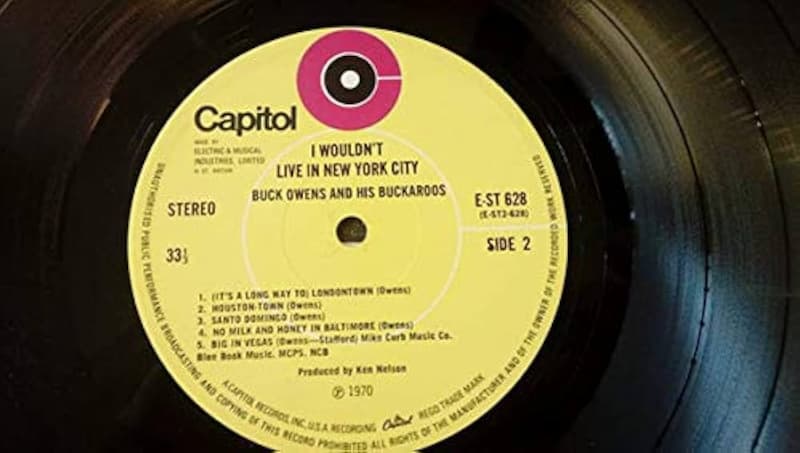 Capitol
MADE BY
ELECTRIC & MUSICAL
INDUSTRIES, LIMITED
I WOULDN'T
LIVE IN NEW YORK CITY
BUCK OWENS AND HIS BUCKAROOS
STEREO
33⅓
E-ST 628
(E-ST2-628)
SIDE 2
1. (IT'S A LONG WAY TO) LONDONTOWN (Owens)
2. HOUSTON-TOWN (Owens)
3. SANTO DOMINGO (Owens)
4. NO MILK AND HONEY IN BALTIMORE (Owens)
5. BIG IN VEGAS (Owens—Stafford) Mike Curb Music Co.
Blue Book Music. MCPS. NCB
Produced by Ken Nelson
℗ 1970
A CAPITOL RECORDS, INC., U.S.A RECORDING Capitol REGD TRADE MARK
UNAUTHORISED PUBLIC PERFORMANCE BROADCASTING AND COPYING OF THIS RECORD PROHIBITED ALL RIGHTS OF THE MANUFACTURER AND OF THE OWNER OF THE RECORDED WORK RESERVED